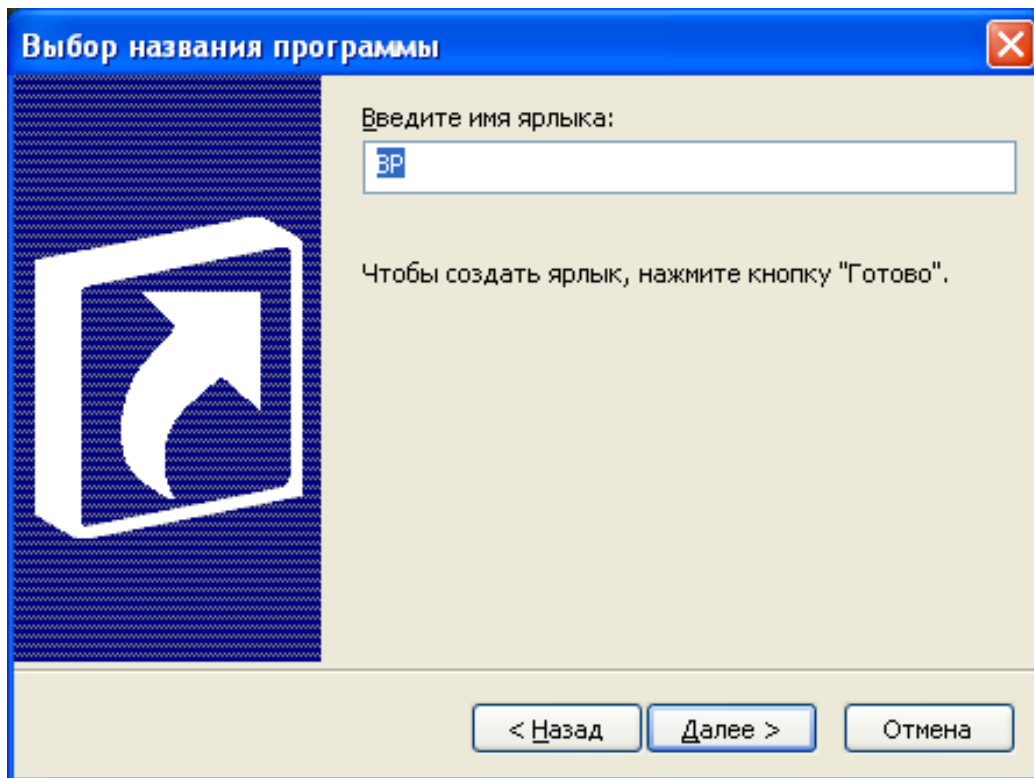 Выбор названия программы
Введите имя ярлыка:
BP
Чтобы создать ярлык, нажмите кнопку "Готово".
< Назад
Далее >
Отмена